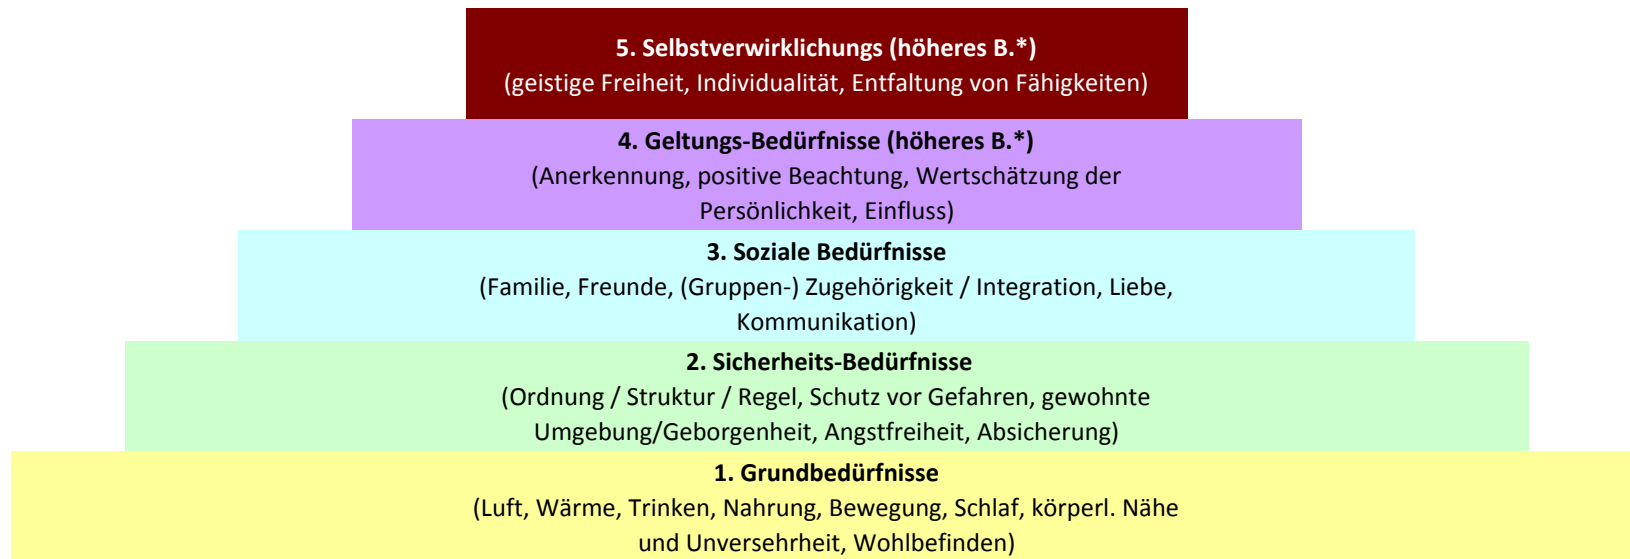 5. Selbstverwirklichungs (höheres B.*)
(geistige Freiheit, Individualität, Entfaltung von Fähigkeiten)
4. Geltungs-Bedürfnisse (höheres B.*)
(Anerkennung, positive Beachtung, Wertschätzung der
Persönlichkeit, Einfluss)
3. Soziale Bedürfnisse
(Familie, Freunde, (Gruppen-) Zugehörigkeit / Integration, Liebe,
Kommunikation)
2. Sicherheits-Bedürfnisse
(Ordnung / Struktur / Regel, Schutz vor Gefahren, gewohnte
Umgebung/Geborgenheit, Angstfreiheit, Absicherung)
1. Grundbedürfnisse
(Luft, Wärme, Trinken, Nahrung, Bewegung, Schlaf, körperl. Nähe
und Unversehrheit, Wohlbefinden)